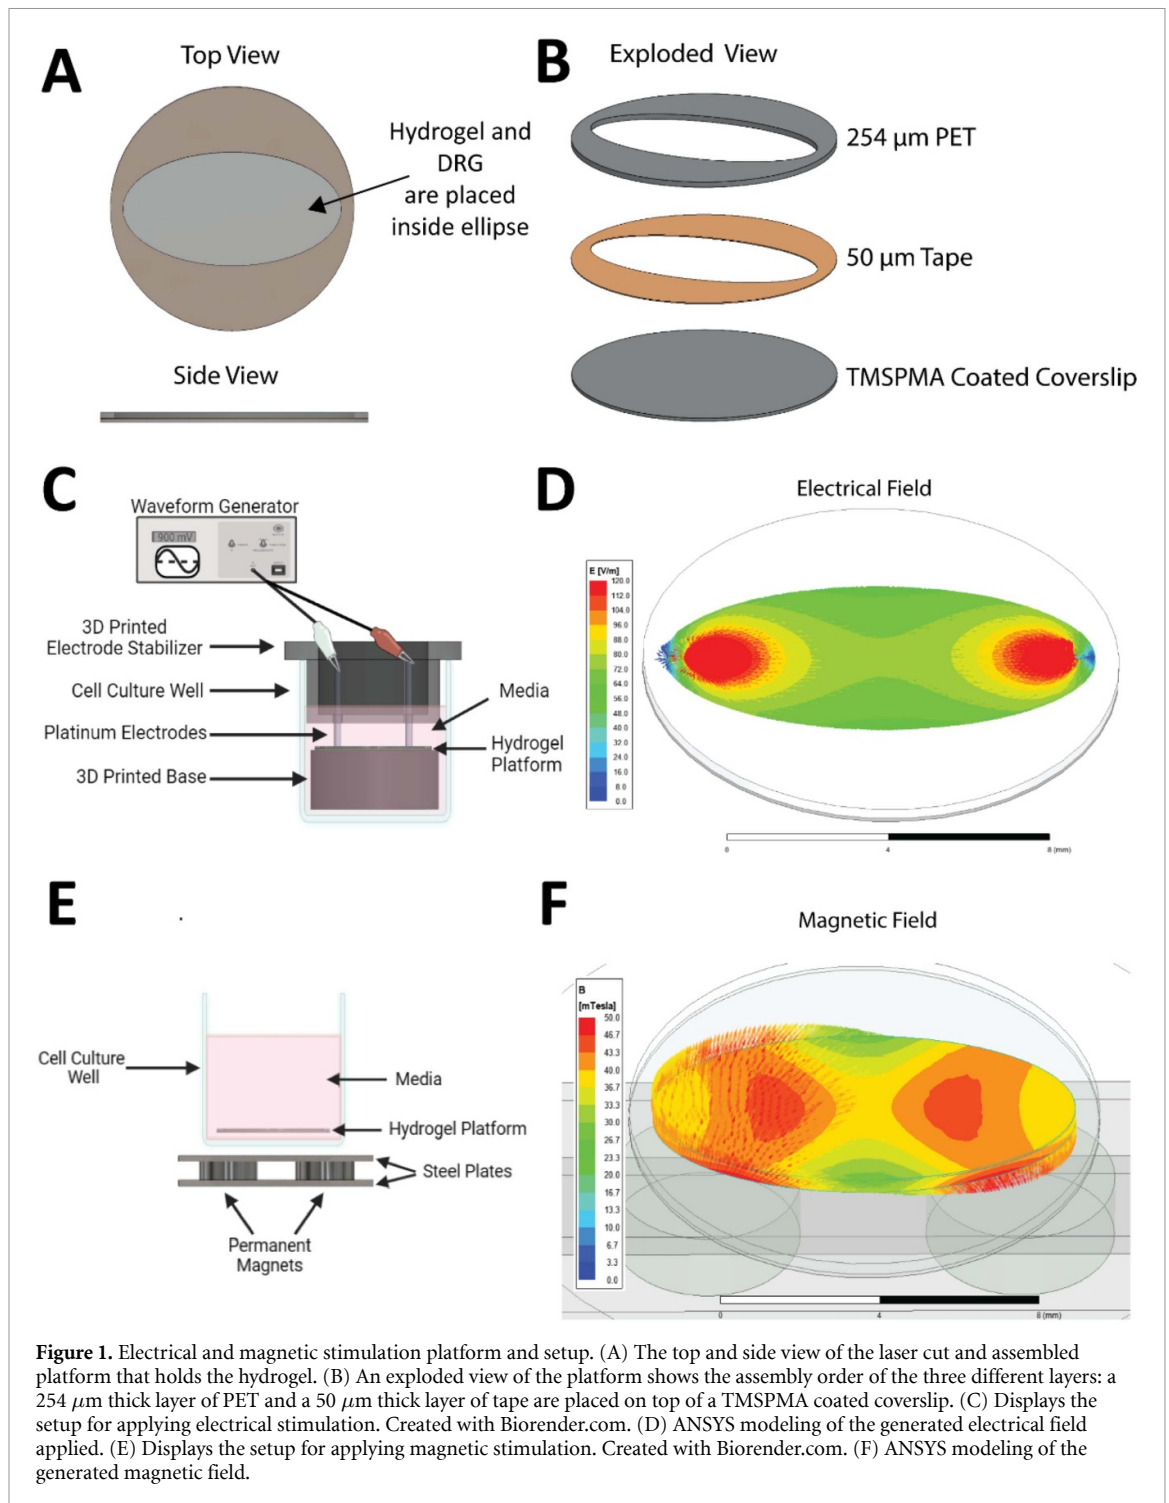 A
Top View
Hydrogel and
DRG
are placed
inside ellipse
Side View
B
Exploded View
254 µm PET
50 µm Tape
TMSPMA Coated Coverslip
C
Waveform Generator
900 mV
3D Printed
Electrode Stabilizer
Cell Culture Well
Platinum Electrodes
3D Printed Base
Media
Hydrogel
Platform
D
Electrical Field
E [V/m]
120.0
112.0
104.0
96.0
88.0
80.0
72.0
64.0
56.0
48.0
40.0
32.0
24.0
16.0
8.0
0.0
0
4
8 (mm)
E
Cell Culture
Well
Media
Hydrogel Platform
Steel Plates
Permanent
Magnets
F
Magnetic Field
B
[mTesla]
50.0
46.7
43.3
40.0
36.7
33.3
30.0
26.7
23.3
20.0
16.7
13.3
10.0
6.7
3.3
0.0
0
4
8 (mm)
Figure 1. Electrical and magnetic stimulation platform and setup. (A) The top and side view of the laser cut and assembled
platform that holds the hydrogel. (B) An exploded view of the platform shows the assembly order of the three different layers: a
254 µm thick layer of PET and a 50 µm thick layer of tape are placed on top of a TMSPMA coated coverslip. (C) Displays the
setup for applying electrical stimulation. Created with Biorender.com. (D) ANSYS modeling of the generated electrical field
applied. (E) Displays the setup for applying magnetic stimulation. Created with Biorender.com. (F) ANSYS modeling of the
generated magnetic field.